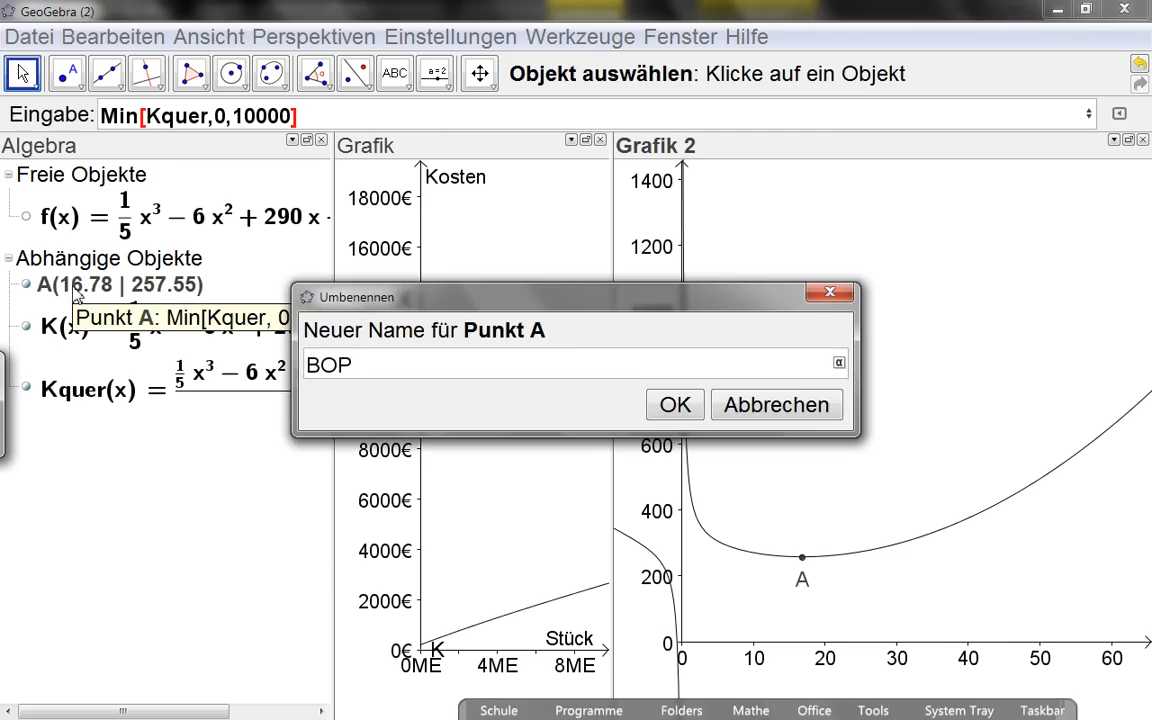 GeoGebra (2)
Datei Bearbeiten Ansicht Perspektiven Einstellungen Werkzeuge Fenster Hilfe
A
ABC
a=2
Objekt auswählen: Klicke auf ein Objekt
Eingabe: Min[Kquer,0,10000]
Algebra
Grafik
Grafik 2
Freie Objekte
f(x) = 1/5 x³ − 6 x² + 290 x
Abhängige Objekte
A(16.78 | 257.55)
Punkt A: Min[Kquer, 0
K(x)
5
Kquer(x) = 1/5 x³ − 6 x²
Umbenennen
Neuer Name für Punkt A
BOP
α
OK
Abbrechen
Kosten
18000€
16000€
8000€
6000€
4000€
2000€
0€
K
Stück
0ME 4ME 8ME
1400
1200
600
400
200
0
A
0 10 20 30 40 50 60
Schule Programme Folders Mathe Office Tools System Tray Taskbar